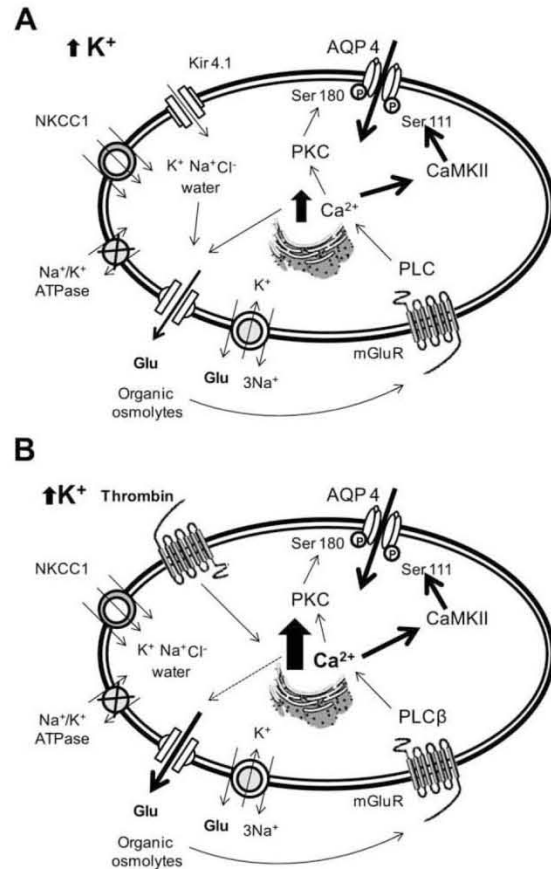 A
K⁺
AQP 4
Kir 4.1
P
P
Ser 180
Ser 111
NKCC1
PKC
CaMKII
K⁺ Na⁺Cl⁻
water
Ca²⁺
Na⁺/K⁺
ATPase
K⁺
PLC
Glu
Glu
3Na⁺
mGluR
Organic
osmolytes
B
K⁺
Thrombin
AQP 4
P
P
Ser 180
Ser 111
NKCC1
PKC
CaMKII
K⁺ Na⁺Cl⁻
water
Ca²⁺
Na⁺/K⁺
ATPase
K⁺
PLCβ
Glu
Glu
3Na⁺
mGluR
Organic
osmolytes